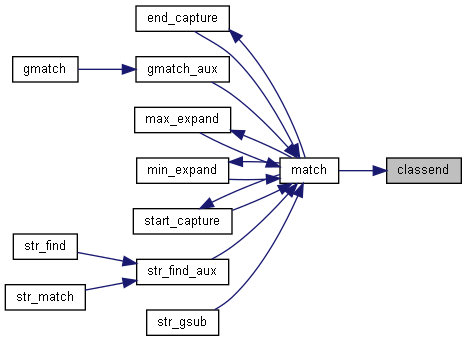 end_capture
gmatch
gmatch_aux
max_expand
min_expand
match
classend
start_capture
str_find
str_find_aux
str_match
str_gsub